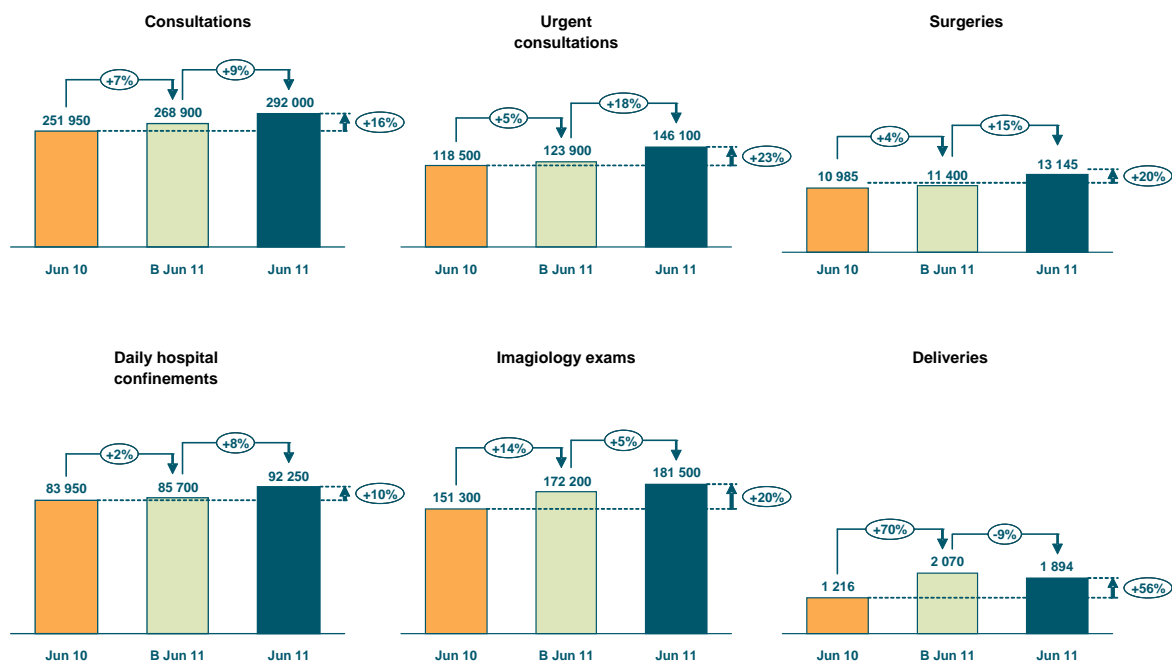 Consultations
+7%
+9%
251 950
268 900
292 000
+16%
Jun 10
B Jun 11
Jun 11
Urgent
consultations
+5%
+18%
118 500
123 900
146 100
+23%
Jun 10
B Jun 11
Jun 11
Surgeries
+4%
+15%
10 985
11 400
13 145
+20%
Jun 10
B Jun 11
Jun 11
Daily hospital
confinements
+2%
+8%
83 950
85 700
92 250
+10%
Jun 10
B Jun 11
Jun 11
Imagiology exams
+14%
+5%
151 300
172 200
181 500
+20%
Jun 10
B Jun 11
Jun 11
Deliveries
+70%
-9%
1 216
2 070
1 894
+56%
Jun 10
B Jun 11
Jun 11